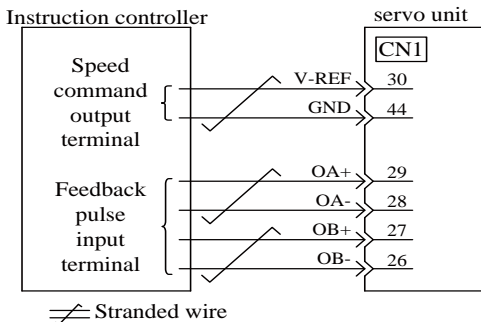 Instruction controller
servo unit
CN1
Speed
command
output
terminal
V-REF 30
GND 44
Feedback
pulse
input
terminal
OA+ 29
OA- 28
OB+ 27
OB- 26
Stranded wire